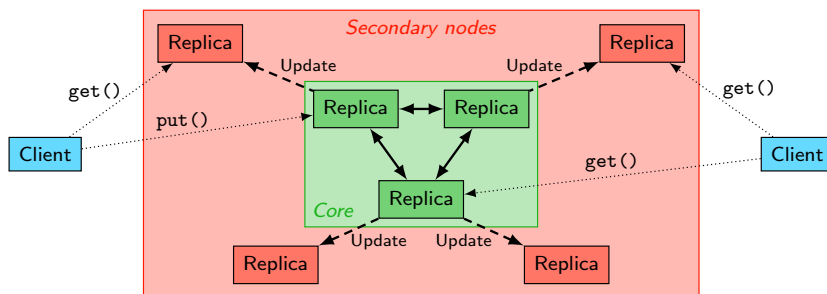 Secondary nodes
Replica
Replica
Update
Update
get()
get()
Replica
Replica
put()
Client
Client
get()
Replica
Core
Update
Update
Replica
Replica